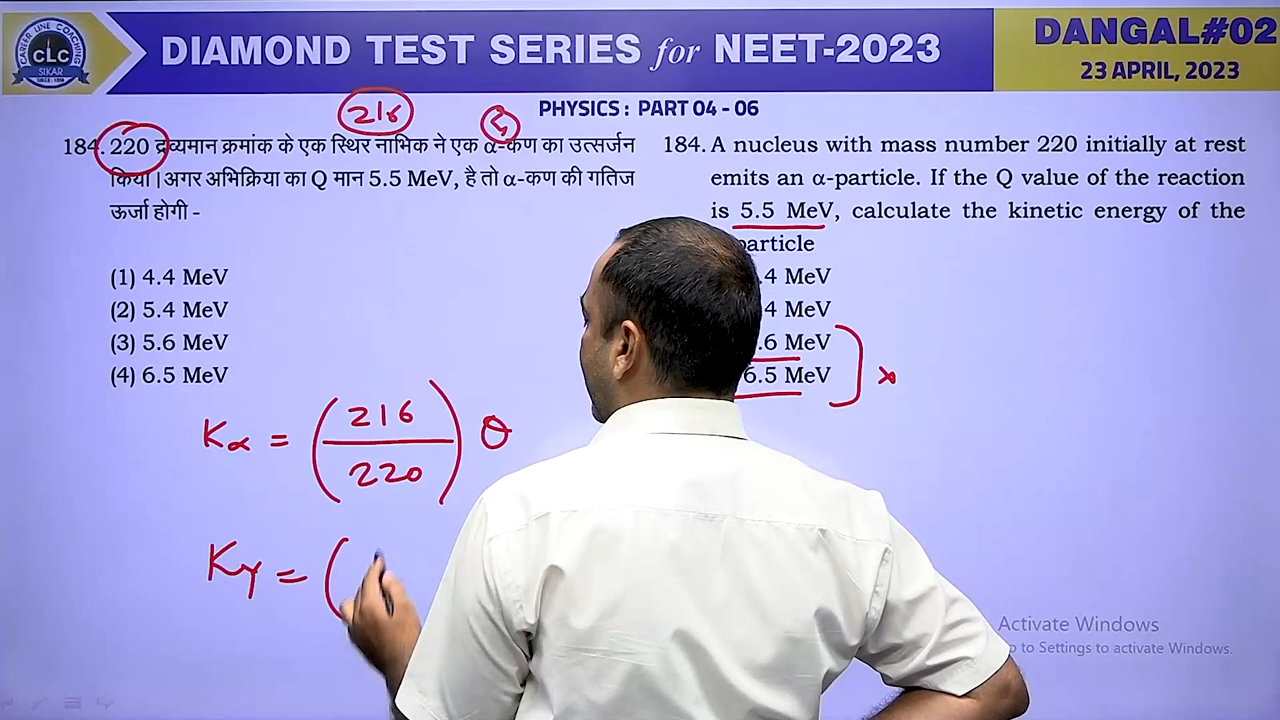 CAREER LINE COACHING
CLC
SIKAR
SINCE : 1996
DIAMOND TEST SERIES for NEET-2023
DANGAL#02
23 APRIL, 2023
PHYSICS : PART 04 - 06
216
184. 220 द्रव्यमान क्रमांक के एक स्थिर नाभिक ने एक α-कण का उत्सर्जन
किया। अगर अभिक्रिया का Q मान 5.5 MeV, है तो α-कण की गतिज
ऊर्जा होगी -
(1) 4.4 MeV
(2) 5.4 MeV
(3) 5.6 MeV
(4) 6.5 MeV
184. A nucleus with mass number 220 initially at rest
emits an α-particle. If the Q value of the reaction
is 5.5 MeV, calculate the kinetic energy of the
particle
.4 MeV
4 MeV
.6 MeV
6.5 MeV
×
Kα = (216/220) Q
Ky = (
Activate Windows
to Settings to activate Windows.